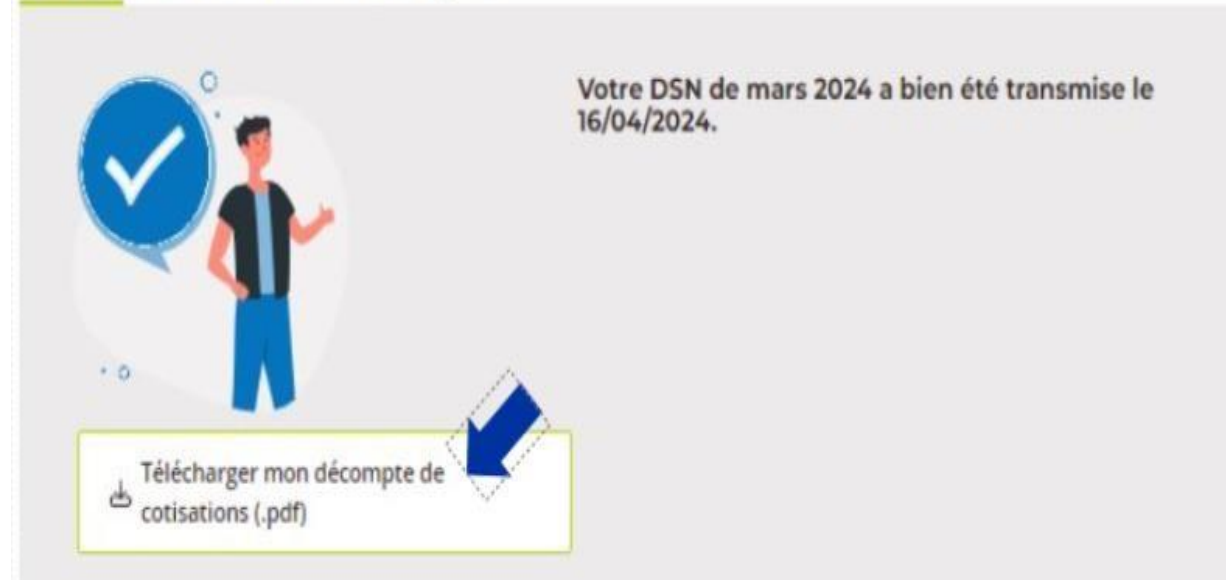 Votre DSN de mars 2024 a bien été transmise le
16/04/2024.
Télécharger mon décompte de
cotisations (.pdf)